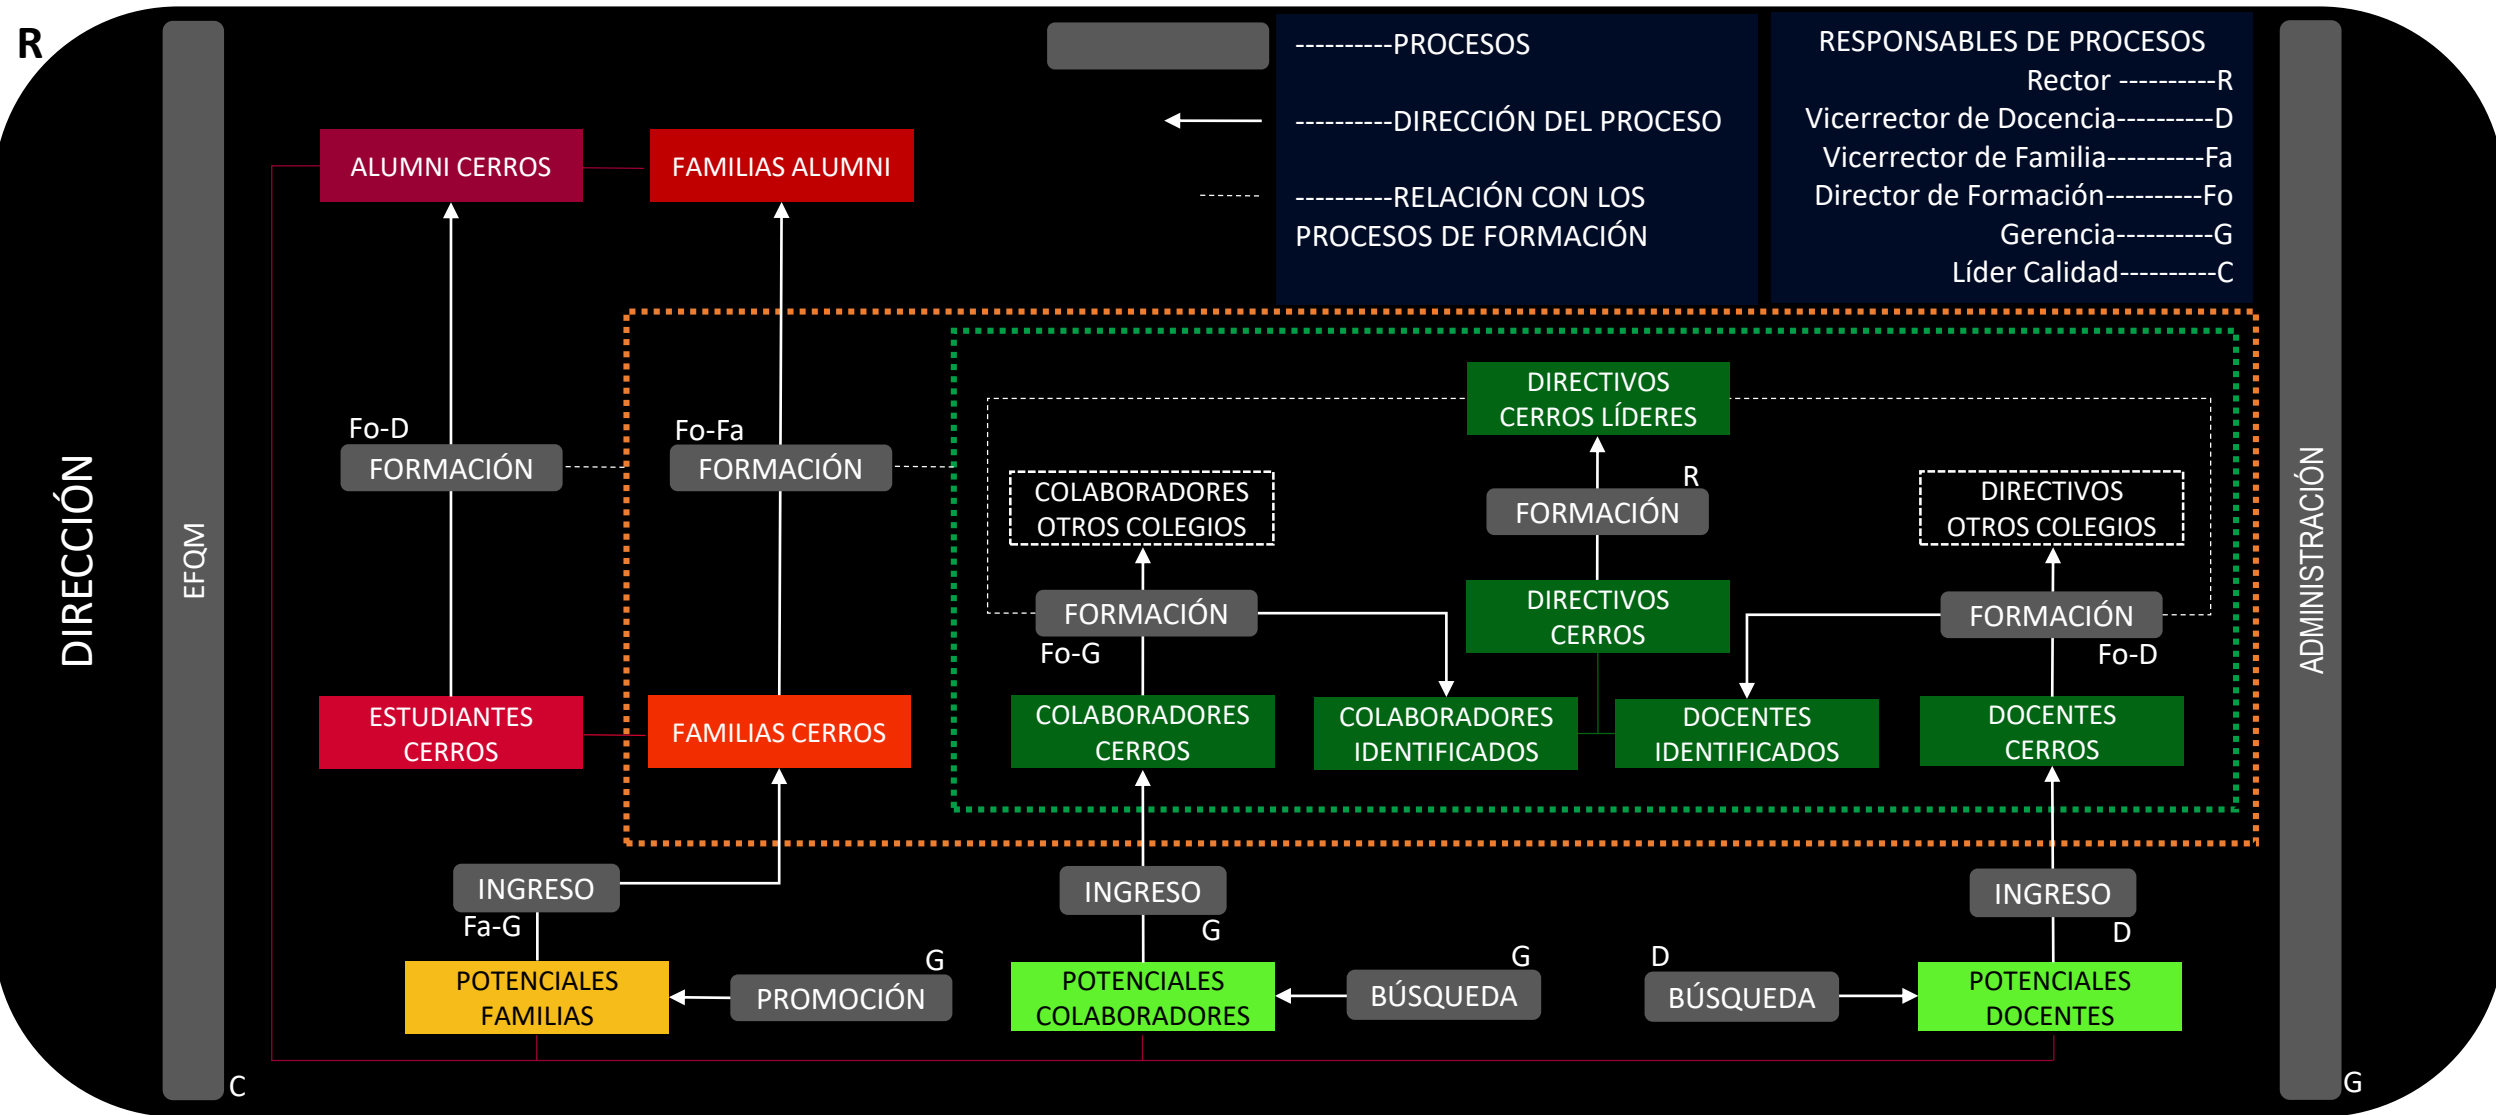 R
----------PROCESOS
----------DIRECCIÓN DEL PROCESO
----------RELACIÓN CON LOS
PROCESOS DE FORMACIÓN
RESPONSABLES DE PROCESOS
Rector ----------R
Vicerrector de Docencia----------D
Vicerrector de Familia----------Fa
Director de Formación----------Fo
Gerencia----------G
Líder Calidad----------C
DIRECCIÓN
EFQM
C
ADMINISTRACIÓN
G
ALUMNI CERROS
FAMILIAS ALUMNI
Fo-D
FORMACIÓN
Fo-Fa
FORMACIÓN
DIRECTIVOS
CERROS LÍDERES
COLABORADORES
OTROS COLEGIOS
R
FORMACIÓN
DIRECTIVOS
OTROS COLEGIOS
FORMACIÓN
Fo-G
DIRECTIVOS
CERROS
FORMACIÓN
Fo-D
ESTUDIANTES
CERROS
FAMILIAS CERROS
COLABORADORES
CERROS
COLABORADORES
IDENTIFICADOS
DOCENTES
IDENTIFICADOS
DOCENTES
CERROS
INGRESO
Fa-G
INGRESO
G
INGRESO
D
POTENCIALES
FAMILIAS
G
PROMOCIÓN
POTENCIALES
COLABORADORES
G
BÚSQUEDA
D
BÚSQUEDA
POTENCIALES
DOCENTES